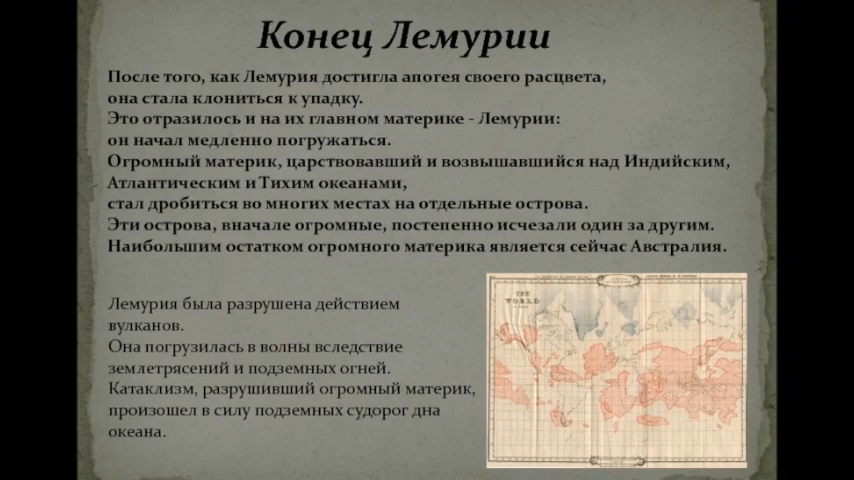 Конец Лемурии
После того, как Лемурия достигла апогея своего расцвета,
она стала клониться к упадку.
Это отразилось и на их главном материке - Лемурии:
он начал медленно погружаться.
Огромный материк, царствовавший и возвышавшийся над Индийским,
Атлантическим и Тихим океанами,
стал дробиться во многих местах на отдельные острова.
Эти острова, вначале огромные, постепенно исчезали один за другим.
Наибольшим остатком огромного материка является сейчас Австралия.
Лемурия была разрушена действием
вулканов.
Она погрузилась в волны вследствие
землетрясений и подземных огней.
Катаклизм, разрушивший огромный материк,
произошел в силу подземных судорог дна
океана.
THE
WORLD